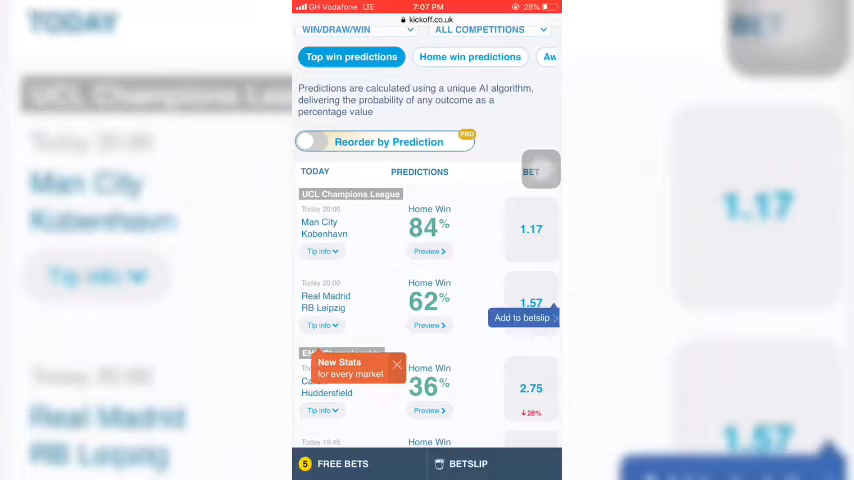 GH Vodafone LTE 7:07 PM 28%
kickoff.co.uk
WIN/DRAW/WIN ALL COMPETITIONS
Top win predictions Home win predictions Aw
Predictions are calculated using a unique AI algorithm,
delivering the probability of any outcome as a
percentage value
PRO
Reorder by Prediction
TODAY PREDICTIONS BET
UCL Champions League
Today 20:00 Home Win
Man City
Kobenhavn
84% 1.17
Tip info Preview
Today 20:00 Home Win
Real Madrid
RB Leipzig
62% 1.57
Add to betslip
Tip info Preview
New Stats
for every market
Home Win
Huddersfield
36% 2.75
Tip info Preview 28%
Today 19:45 Home Win
5 FREE BETS BETSLIP
TODAY
Today 20:00
Man City
Kobenhavn
Tip info
1.17
Today 20:00
Real Madrid
RB Leipzig
1.57